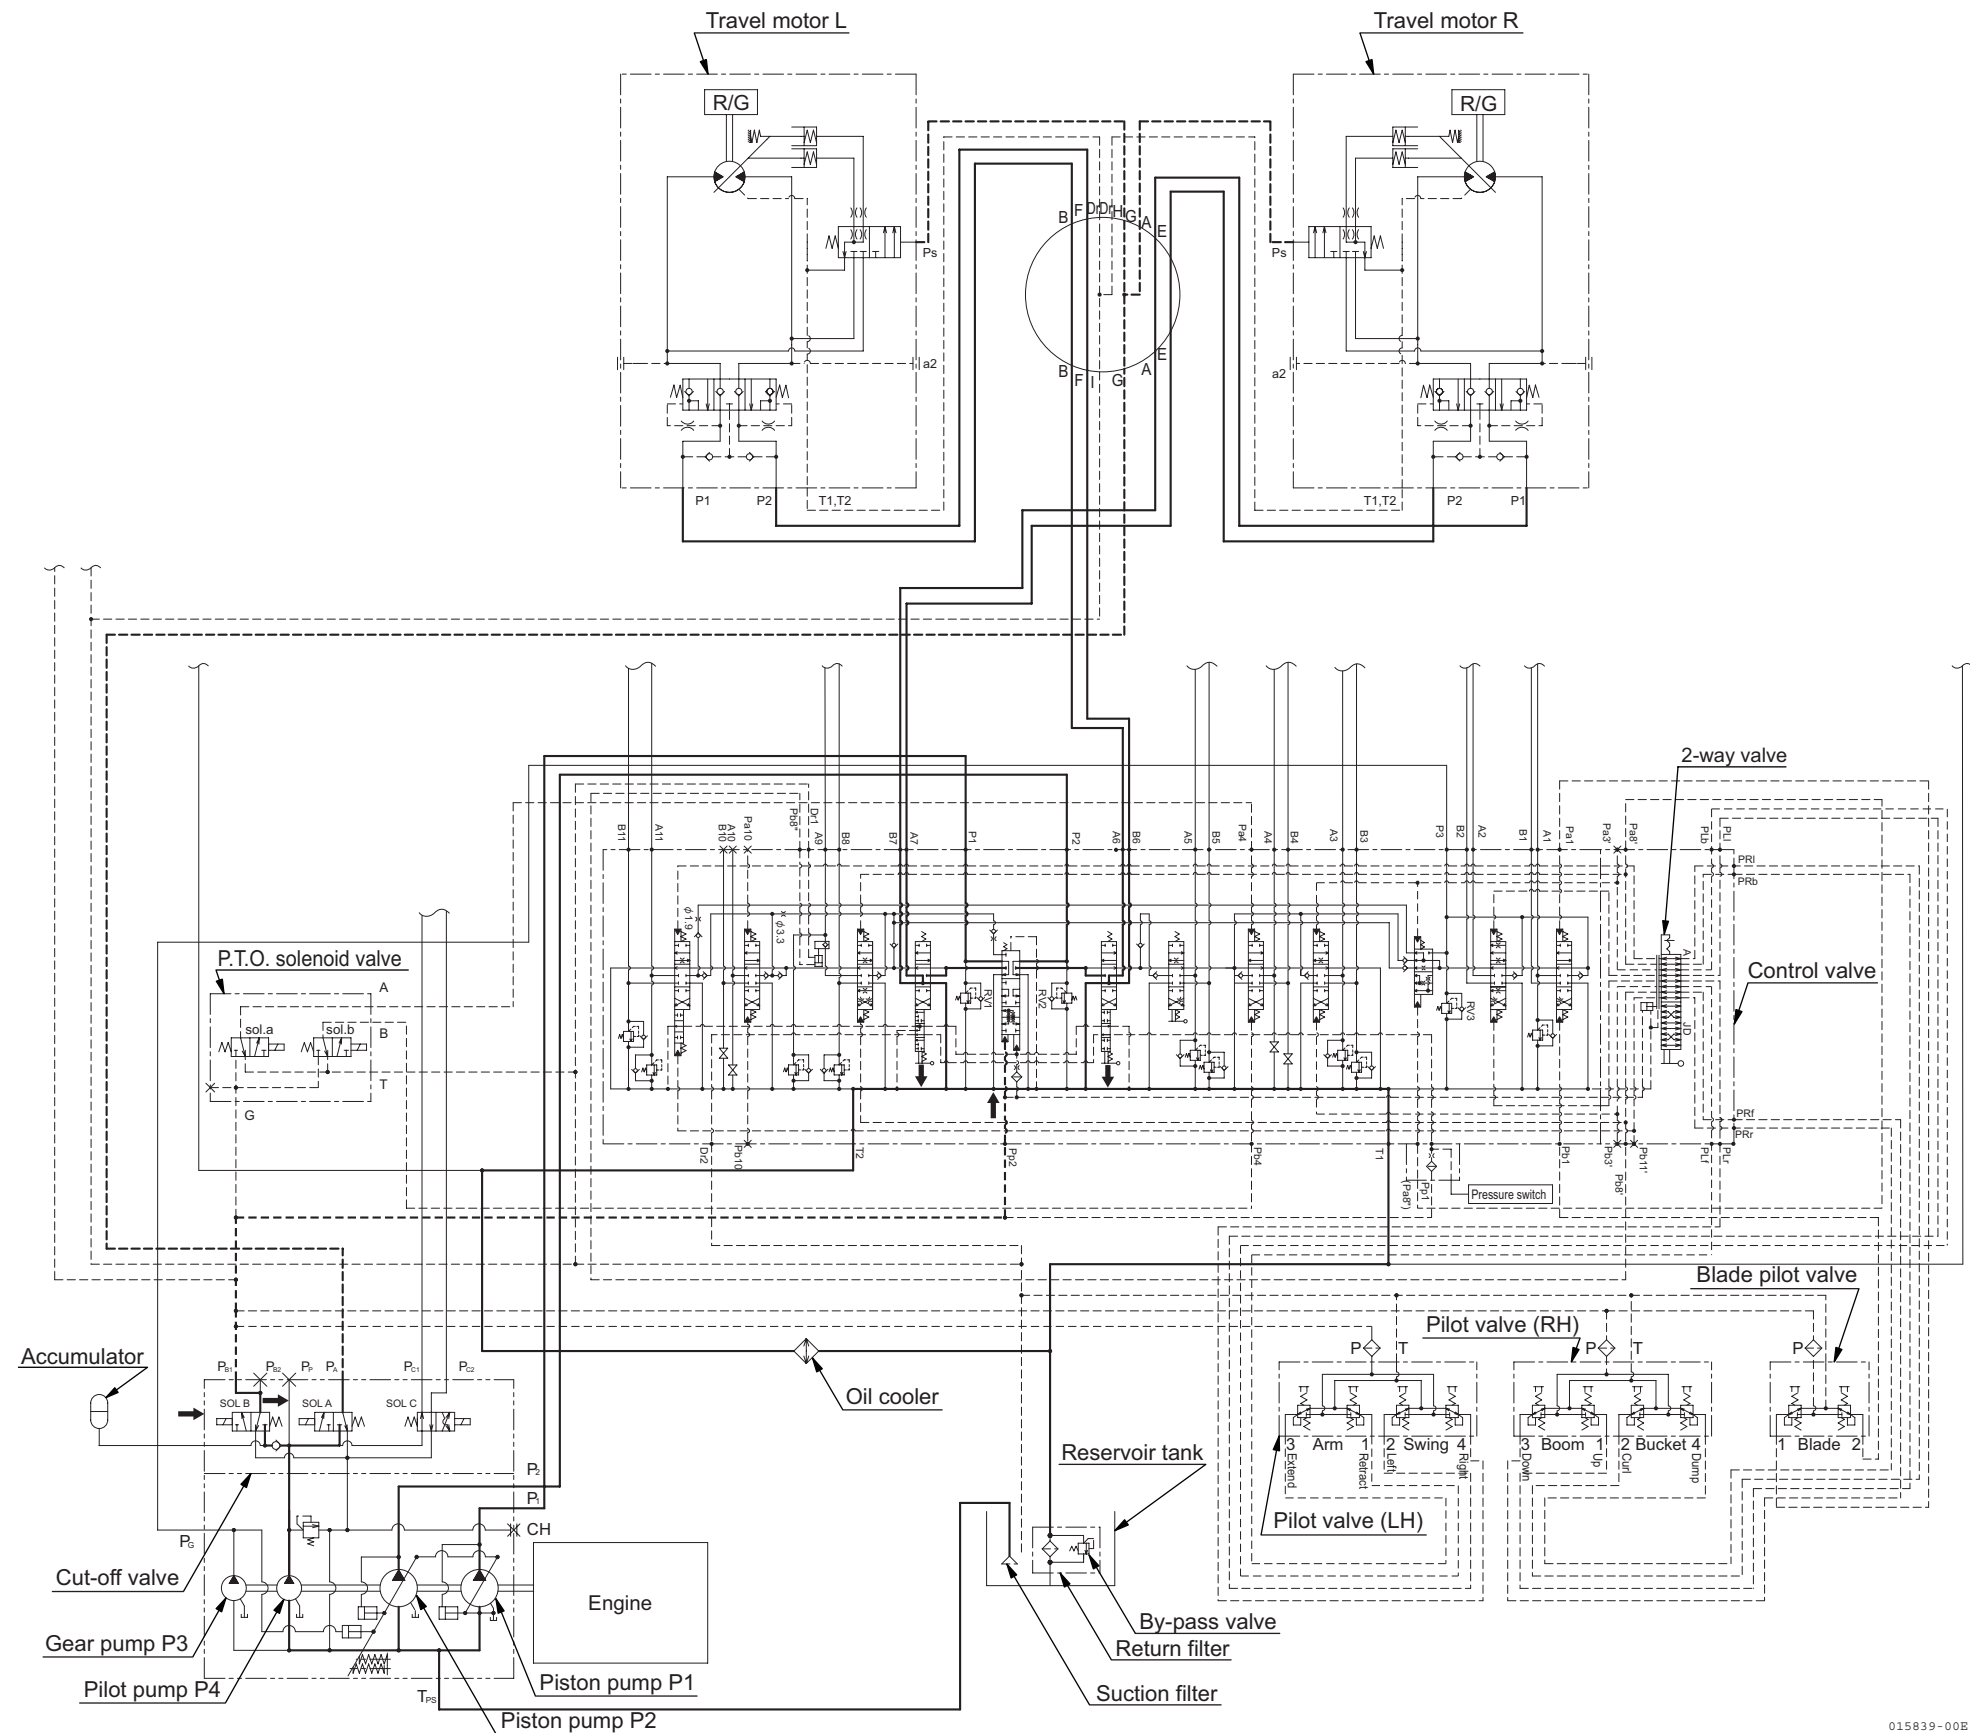 Travel motor L
Travel motor R
R/G
R/G
B
F
Dr
Dr
H
G
A
E
Ps
Ps
a2
a2
B
F
I
G
A
E
P1
P2
T1,T2
T1,T2
P2
P1
2-way valve
B11
A11
B10
A10
Pa10
Pb8"
Dr1
A9
B8
B7
A7
P1
P2
A6
B6
A5
B5
Pa4
A4
B4
A3
B3
P3
B2
A2
B1
A1
Pa1
Pa3'
Pa8'
PLb
PLl
PRl
PRb
φ1.9
φ3.3
P.T.O. solenoid valve
A
sol.a
sol.b
B
T
G
RV1
RV2
RV3
A
JD
Control valve
PRf
PRr
Dr2
Pb10
T2
Pp2
Pb4
T1
(Pa8")
Pp1
Pressure switch
Pb1
Pb3'
Pb8'
Pb11'
PLf
PLr
Blade pilot valve
Pilot valve (RH)
Accumulator
PB1
PB2
PP
PA
PC1
PC2
SOL B
SOL A
SOL C
Oil cooler
P
T
P
T
P
3
Arm
1
2
Swing
4
3
Boom
1
2
Bucket
4
1
Blade
2
Extend
Retract
Left
Right
Down
Up
Curl
Dump
Pilot valve (LH)
Reservoir tank
P2
P1
CH
PG
Cut-off valve
Engine
Gear pump P3
Pilot pump P4
By-pass valve
Return filter
Suction filter
TPS
Piston pump P1
Piston pump P2
015839-00E